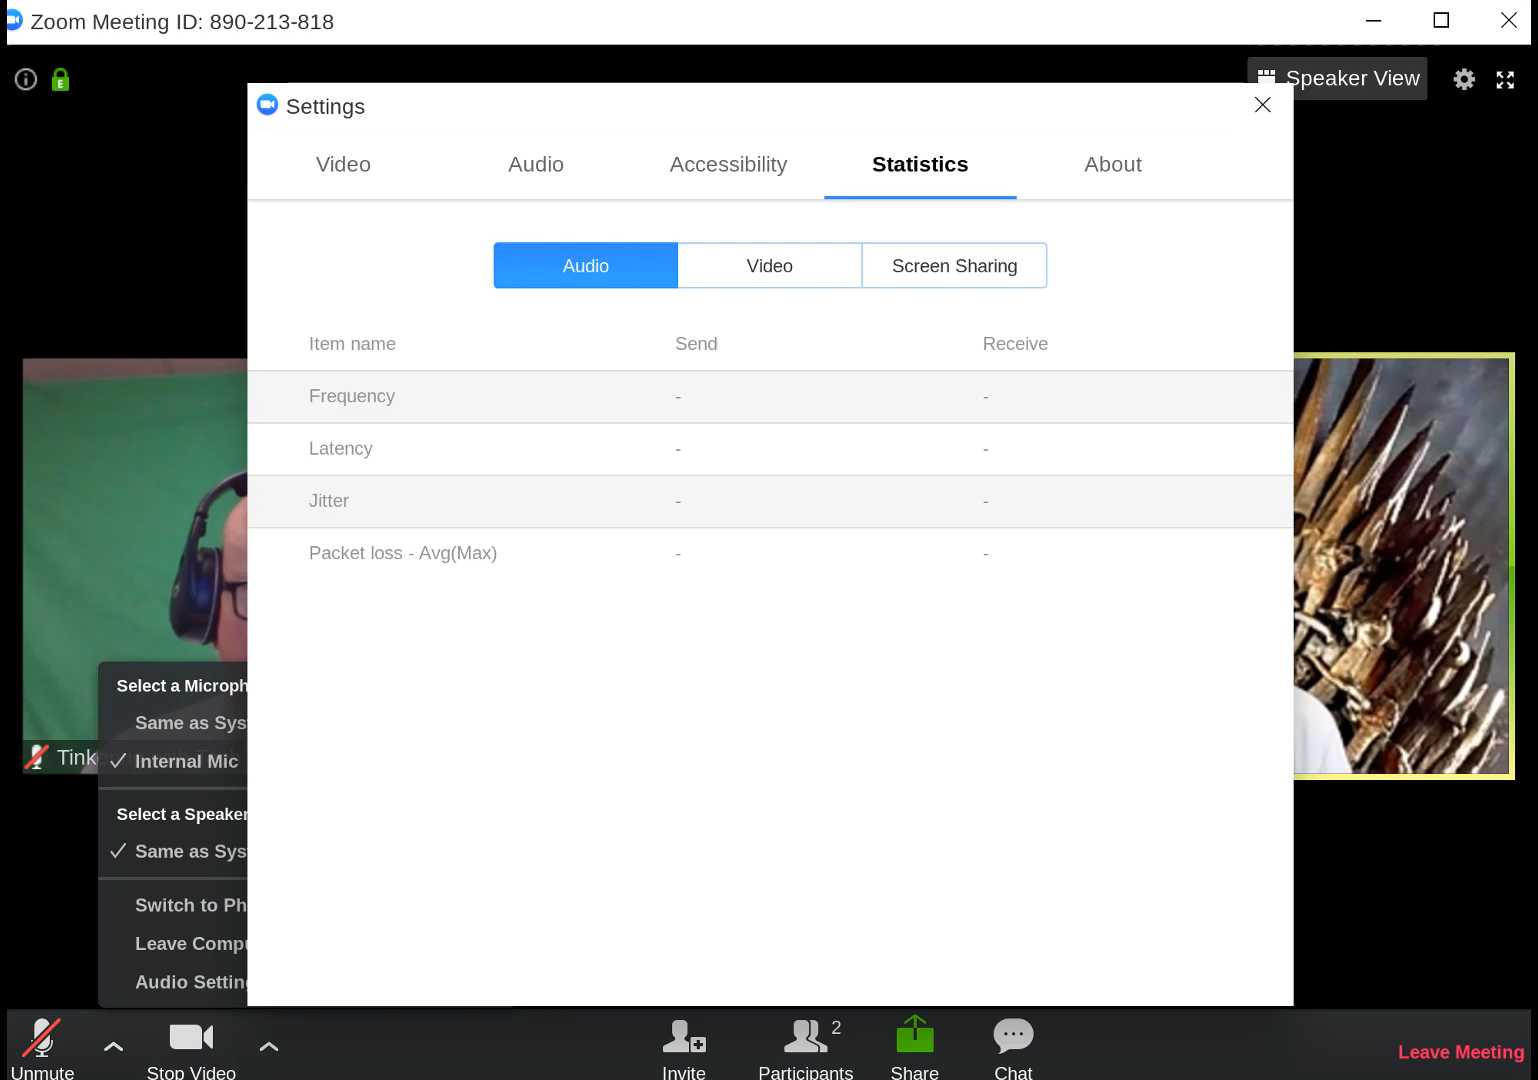 Zoom Meeting ID: 890-213-818
E
Speaker View
Settings
Video Audio Accessibility Statistics About
Audio Video Screen Sharing
Item name Send Receive
Frequency - -
Latency - -
Jitter - -
Packet loss - Avg(Max) - -
Select a Microph
Same as Sys
Tink
Internal Mic
Select a Speaker
Same as Sys
Switch to Ph
Leave Comp
Audio Settin
2
Leave Meeting
Unmute Stop Video Invite Participants Share Chat